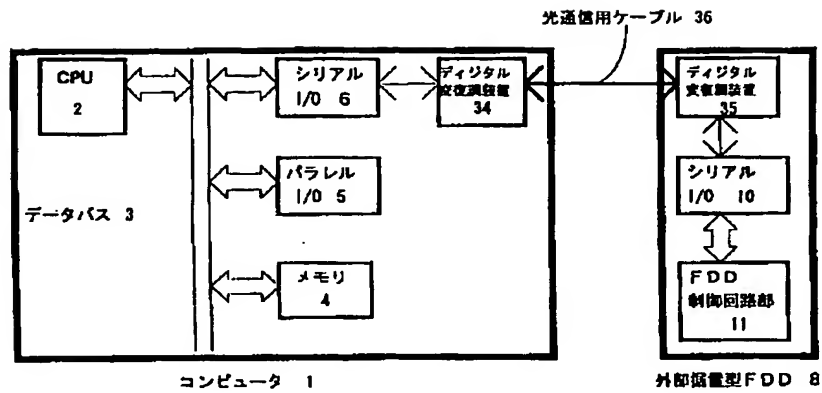 光通信用ケーブル 36
CPU
2
シリアル
I/O 6
ディジタル
変復調装置
34
ディジタル
変復調装置
35
パラレル
I/O 5
シリアル
I/O 10
データバス 3
メモリ
4
FDD
制御回路部
11
コンピュータ 1
外部据置型FDD 8